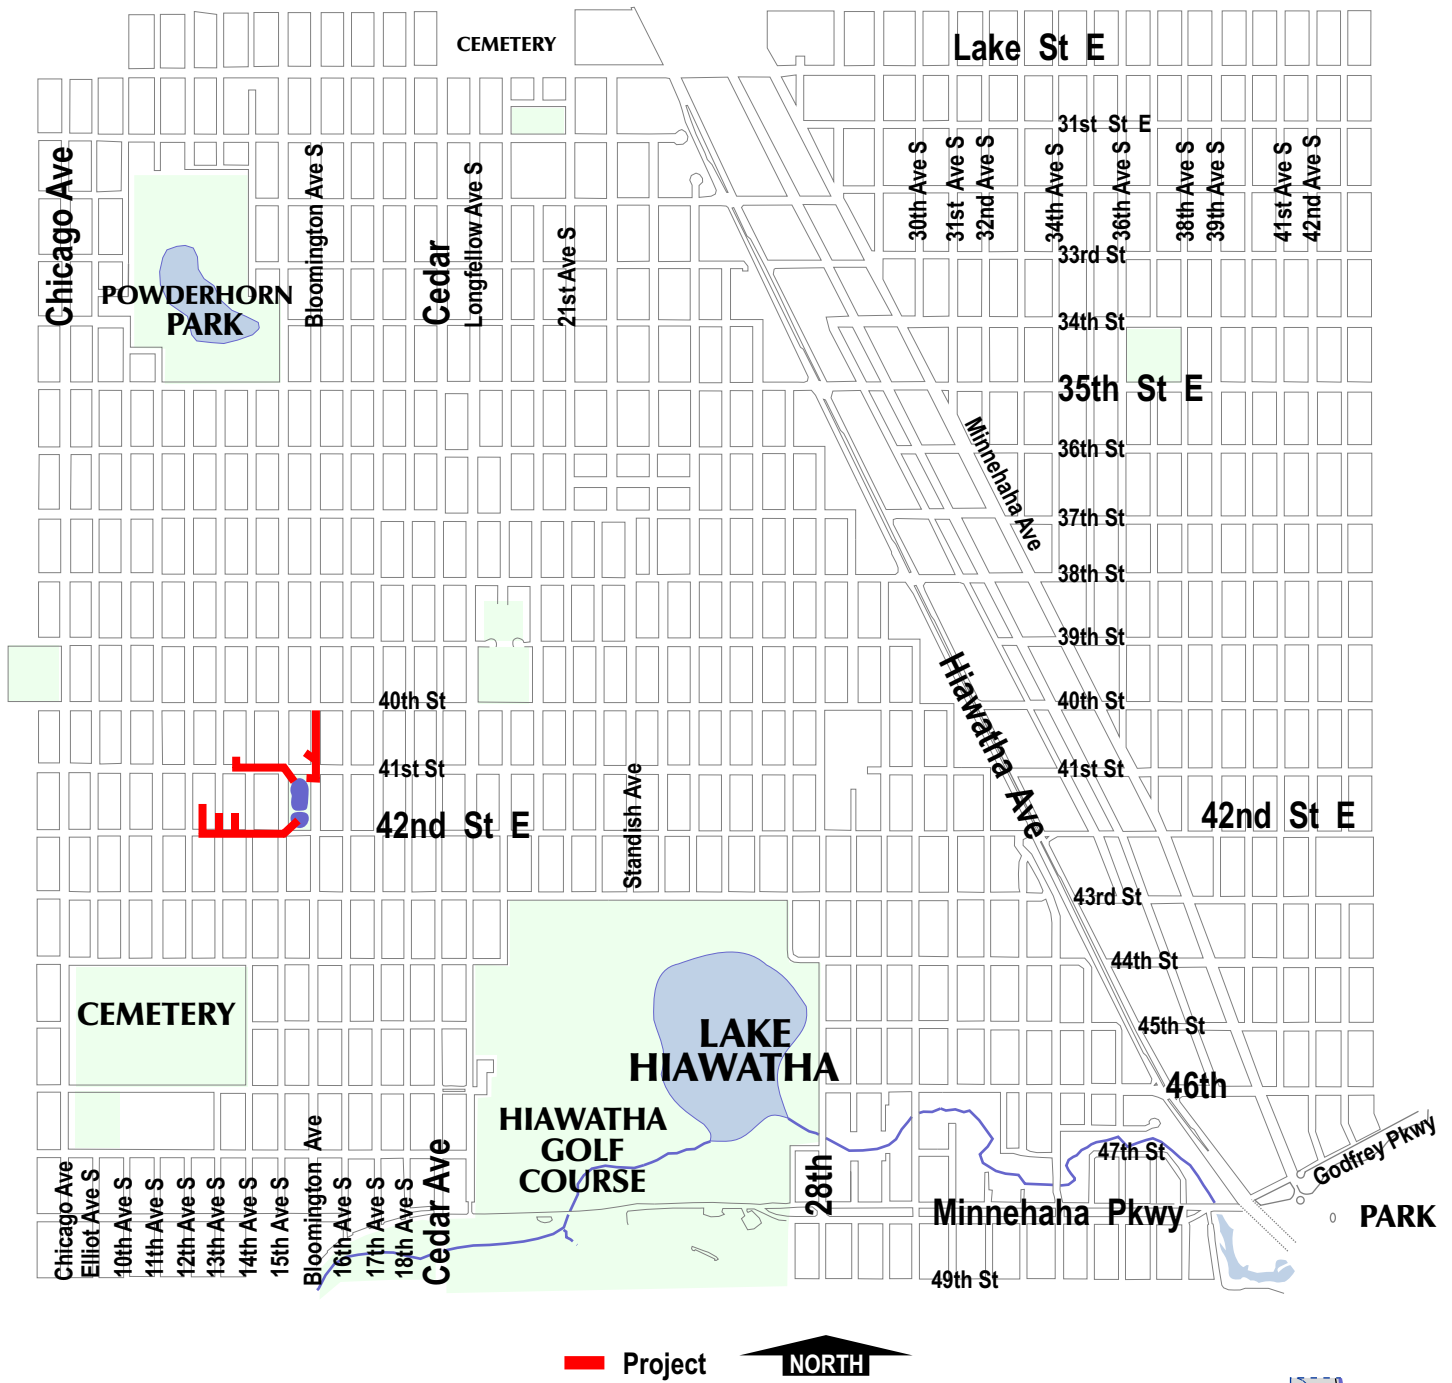 CEMETERY
Lake St E
31st St E
Chicago Ave
Bloomington Ave S
Cedar
Longfellow Ave S
21st Ave S
30th Ave S
31st Ave S
32nd Ave S
34th Ave S
36th Ave S
38th Ave S
39th Ave S
41st Ave S
42nd Ave S
33rd St
POWDERHORN
PARK
34th St
35th St E
Minnehaha Ave
36th St
37th St
38th St
39th St
40th St
40th St
Hiawatha Ave
41st St
41st St
Standish Ave
42nd St E
42nd St E
43rd St
44th St
CEMETERY
LAKE
HIAWATHA
45th St
46th
HIAWATHA
GOLF
COURSE
47th St
Godfrey Pkwy
Chicago Ave
Elliot Ave S
10th Ave S
11th Ave S
12th Ave S
13th Ave S
14th Ave S
15th Ave S
Bloomington Ave
16th Ave S
17th Ave S
18th Ave S
Cedar Ave
28th
Minnehaha Pkwy
PARK
49th St
Project
NORTH